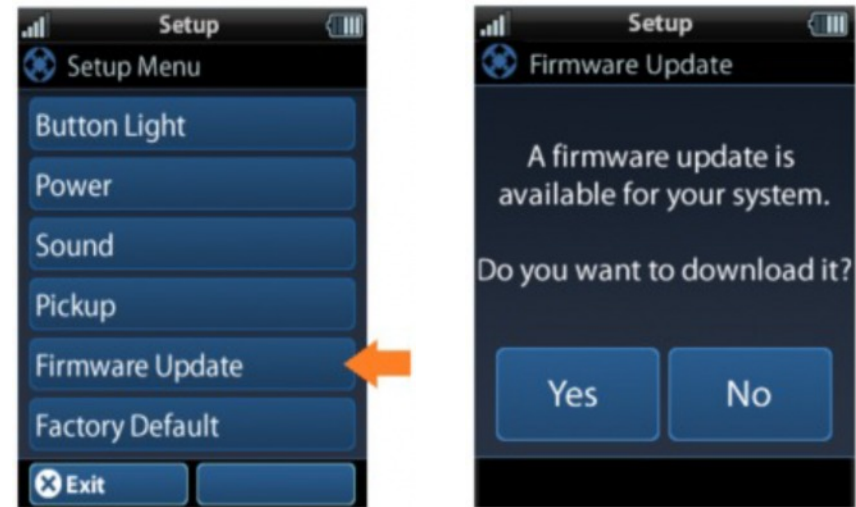 Setup
Setup Menu
Button Light
Power
Sound
Pickup
Firmware Update
Factory Default
Exit
Setup
Firmware Update
A firmware update is
available for your system.
Do you want to download it?
Yes
No